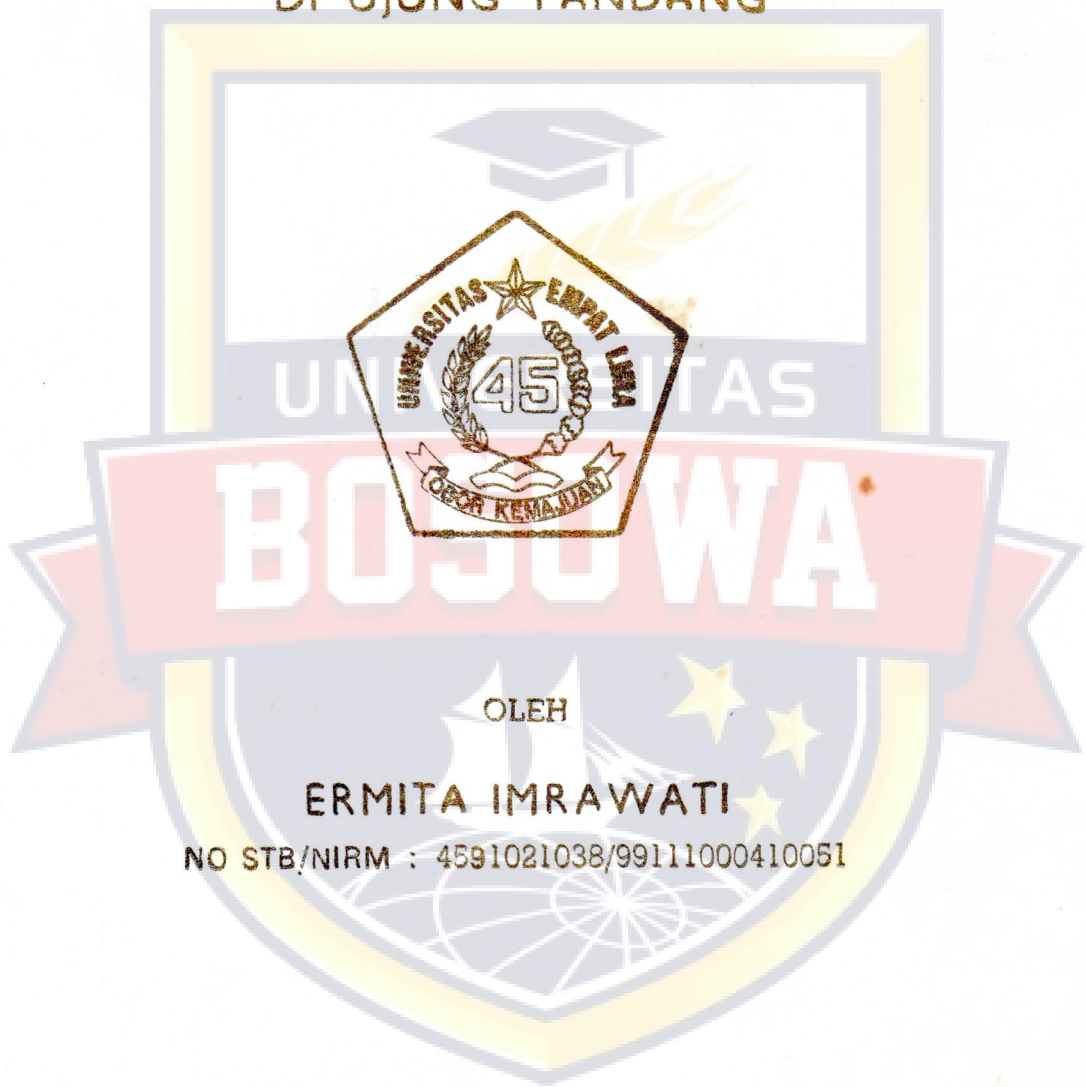 DI UJUNG PANDANG
UNIVERSITAS EMPAT LIMA
45
OBOR KEMAJUAN
UNIVERSITAS
BOSOWA
OLEH
ERMITA IMRAWATI
NO STB/NIRM : 4591021038/99111000410051